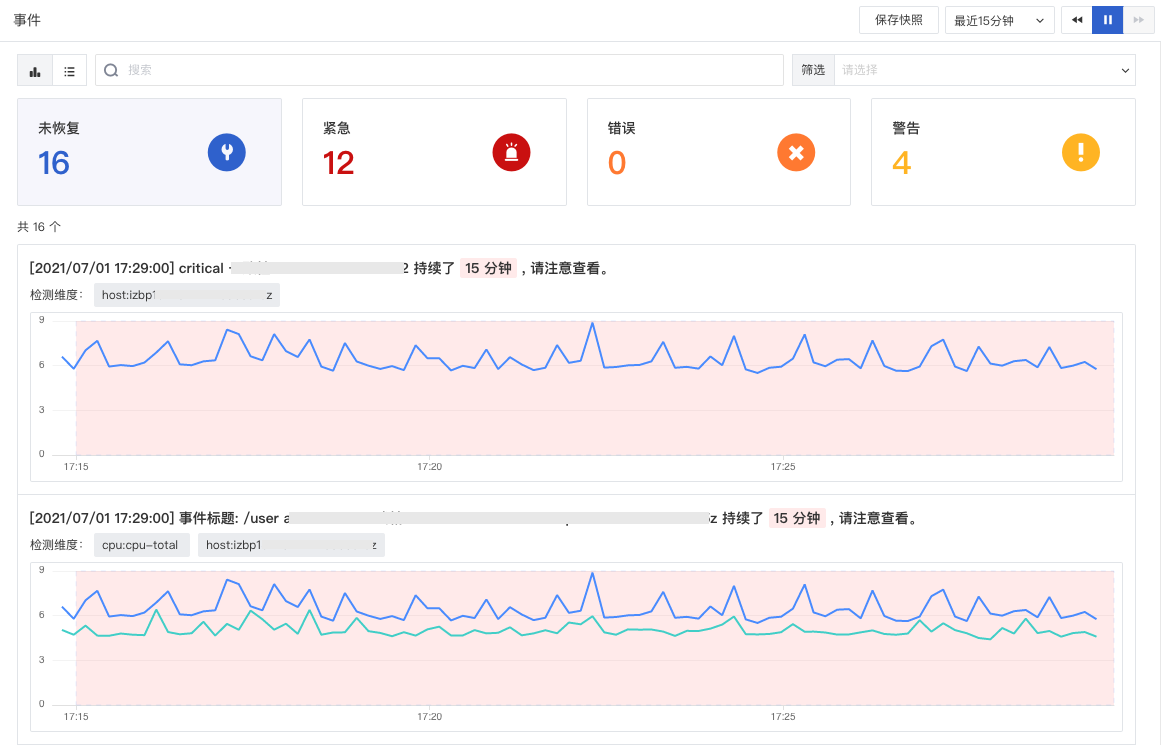 事件
保存快照 最近15分钟
搜索 筛选 请选择
未恢复 紧急 错误 警告
16 12 0 4
共 16 个
[2021/07/01 17:29:00] critical 持续了 15 分钟 , 请注意查看。
检测维度: host:izbp1 z
9
6
3
0
17:15 17:20 17:25
[2021/07/01 17:29:00] 事件标题: /user 持续了 15 分钟 , 请注意查看。
检测维度: cpu:cpu-total host:izbp1 z
9
6
3
0
17:15 17:20 17:25